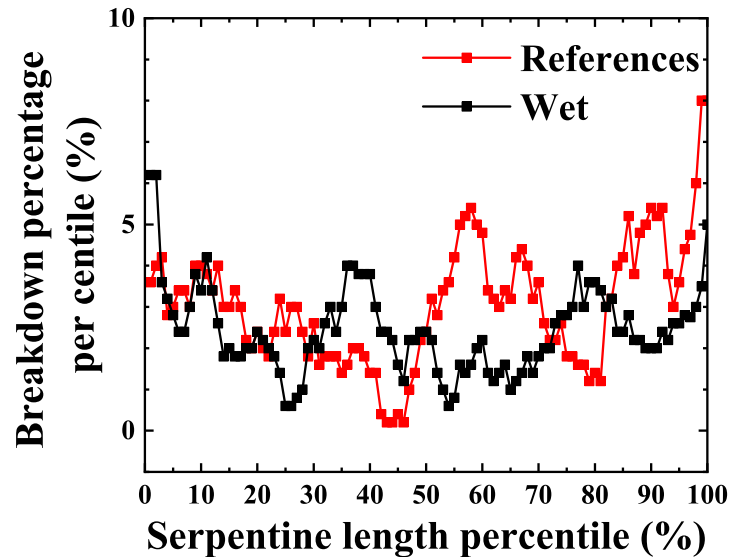 10
5
0
References
Wet
Breakdown percentage
per centile (%)
0 10 20 30 40 50 60 70 80 90 100
Serpentine length percentile (%)